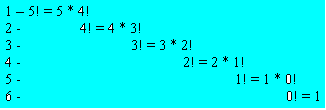 1 – 5! = 5 * 4!
2 - 4! = 4 * 3!
3 - 3! = 3 * 2!
4 - 2! = 2 * 1!
5 - 1! = 1 * 0!
6 - 0! = 1